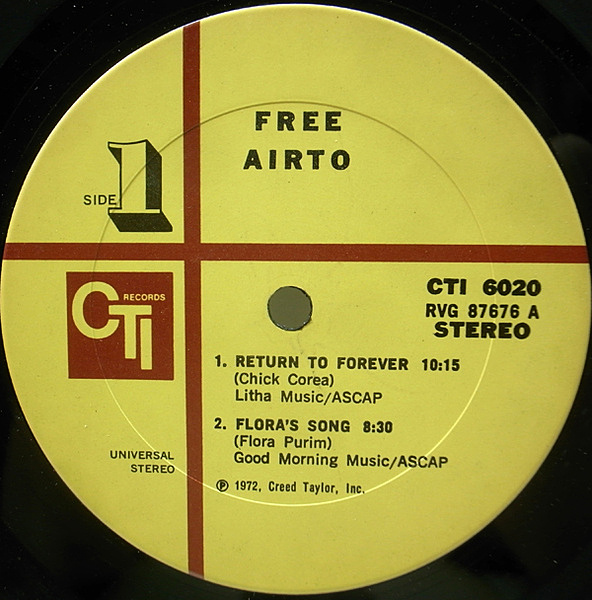 FREE
AIRTO
SIDE 1
CTI RECORDS
CTI 6020
RVG 87676 A
STEREO
1. RETURN TO FOREVER 10:15
(Chick Corea)
Litha Music/ASCAP
2. FLORA'S SONG 8:30
(Flora Purim)
Good Morning Music/ASCAP
UNIVERSAL
STEREO
℗ 1972, Creed Taylor, Inc.